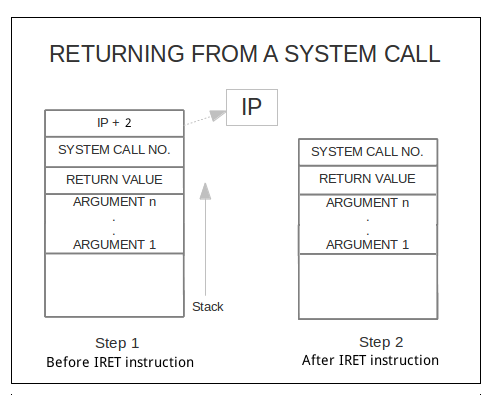 RETURNING FROM A SYSTEM CALL
IP
IP + 2
SYSTEM CALL NO.
RETURN VALUE
ARGUMENT n
.
.
ARGUMENT 1
Stack
Step 1
Before IRET instruction
SYSTEM CALL NO.
RETURN VALUE
ARGUMENT n
.
.
ARGUMENT 1
Step 2
After IRET instruction